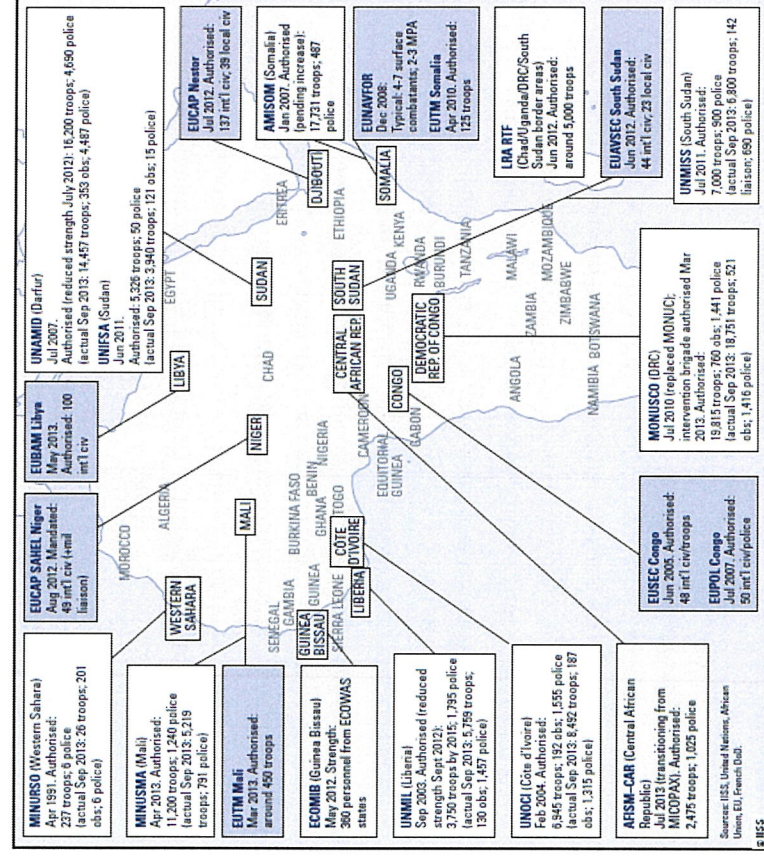 MINURSO (Western Sahara)
Apr 1991. Authorised:
237 troops; 6 police
(actual Sep 2013: 26 troops; 201
obs; 6 police)
MINUSMA (Mali)
Apr 2013. Authorised:
11,200 troops; 1,240 police
(actual Sep 2013: 5,219
troops; 791 police)
EUTM Mali
Mar 2013. Authorised:
around 450 troops
ECOMIB (Guinea Bissau)
May 2012. Strength:
360 personnel from ECOWAS
states
UNMIL (Liberia)
Sep 2003. Authorised (reduced
strength Sept 2012):
3,750 troops by 2015; 1,795 police
(actual Sep 2013: 5,759 troops;
130 obs; 1,457 police)
UNOCI (Côte d'Ivoire)
Feb 2004. Authorised:
6,945 troops; 192 obs; 1,555 police
(actual Sep 2013: 8,492 troops; 187
obs; 1,315 police)
AFISM-CAR (Central African
Republic)
Jul 2013 (transitioning from
MICOPAX). Authorised:
2,475 troops; 1,025 police
Sources: IISS, United Nations, African
Union, EU, French DoD.
© IISS
EUCAP SAHEL Niger
Aug 2012. Mandated:
49 int'l civ (+mil
liaison)
EUBAM Libya
May 2013.
Authorised: 100
int'l civ
UNAMID (Darfur)
Jul 2007.
Authorised (reduced strength July 2012): 16,200 troops; 4,690 police
(actual Sep 2013: 14,457 troops; 353 obs; 4,487 police)
UNIFSA (Sudan)
Jun 2011.
Authorised: 5,326 troops; 50 police
(actual Sep 2013: 3,940 troops; 121 obs; 15 police)
EUCAP Nestor
Jul 2012. Authorised:
137 int'l civ; 39 local civ
AMISOM (Somalia)
Jan 2007. Authorised
(pending increase):
17,731 troops; 487
police
EUNAVFOR
Dec 2008:
Typical: 4-7 surface
combatants; 2-3 MPA
EUTM Somalia
Apr 2010. Authorised:
125 troops
LRA RTF
(Chad/Uganda/DRC/South
Sudan border areas)
Jun 2012. Authorised:
around 5,000 troops
EUAVSEC South Sudan
Jun 2012. Authorised:
44 int'l civ; 23 local civ
UNMISS (South Sudan)
Jul 2011. Authorised:
7,000 troops; 900 police
(actual Sep 2013: 6,800 troops; 142
liaison; 690 police)
MONUSCO (DRC)
Jul 2010 (replaced MONUC);
intervention brigade authorised Mar
2013. Authorised:
19,815 troops; 760 obs; 1,441 police
(actual Sep 2013: 18,751 troops; 521
obs; 1,416 police)
EUSEC Congo
Jun 2005. Authorised:
48 int'l civ/troops
EUPOL Congo
Jul 2007. Authorised:
50 int'l civ/police
MOROCCO
ALGERIA
LIBYA
EGYPT
WESTERN
SAHARA
MALI
NIGER
CHAD
SUDAN
ERITREA
DJIBOUTI
SENEGAL
GAMBIA
GUINEA
BISSAU
GUINEA
SIERRA LEONE
LIBERIA
CÔTE
D'IVOIRE
BURKINA FASO
GHANA
TOGO
BENIN
NIGERIA
CAMEROON
EQUITORIAL
GUINEA
GABON
CONGO
CENTRAL
AFRICAN REP.
SOUTH
SUDAN
ETHIOPIA
SOMALIA
UGANDA
KENYA
RWANDA
BURUNDI
DEMOCRATIC
REP. OF CONGO
TANZANIA
ANGOLA
ZAMBIA
MALAWI
MOZAMBIQUE
ZIMBABWE
NAMIBIA
BOTSWANA